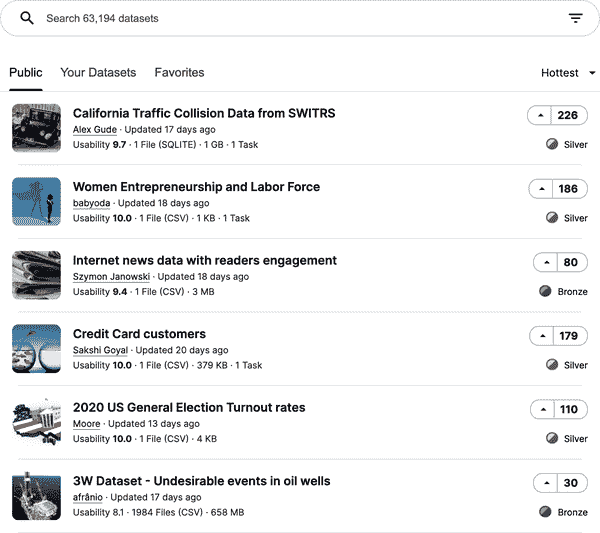 Search 63,194 datasets
Public Your Datasets Favorites Hottest
California Traffic Collision Data from SWITRS 226
Alex Gude · Updated 17 days ago
Usability 9.7 · 1 File (SQLITE) · 1 GB · 1 Task Silver
Women Entrepreneurship and Labor Force 186
babyoda · Updated 18 days ago
Usability 10.0 · 1 File (CSV) · 1 KB · 1 Task Silver
Internet news data with readers engagement 80
Szymon Janowski · Updated 18 days ago
Usability 9.4 · 1 File (CSV) · 3 MB Bronze
Credit Card customers 179
Sakshi Goyal · Updated 20 days ago
Usability 10.0 · 1 File (CSV) · 379 KB · 1 Task Silver
2020 US General Election Turnout rates 110
Moore · Updated 13 days ago
Usability 10.0 · 1 File (CSV) · 4 KB Silver
3W Dataset - Undesirable events in oil wells 30
afrânio · Updated 17 days ago
Usability 8.1 · 1984 Files (CSV) · 658 MB Bronze